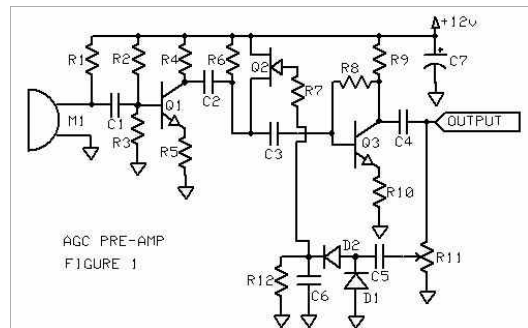 +12v
R1
R2
R4
R6
Q2
R7
R8
R9
C7
M1
C1
Q1
C2
R3
R5
C3
Q3
C4
OUTPUT
R10
AGC PRE-AMP
FIGURE 1
D2
R12
C6
D1
C5
R11